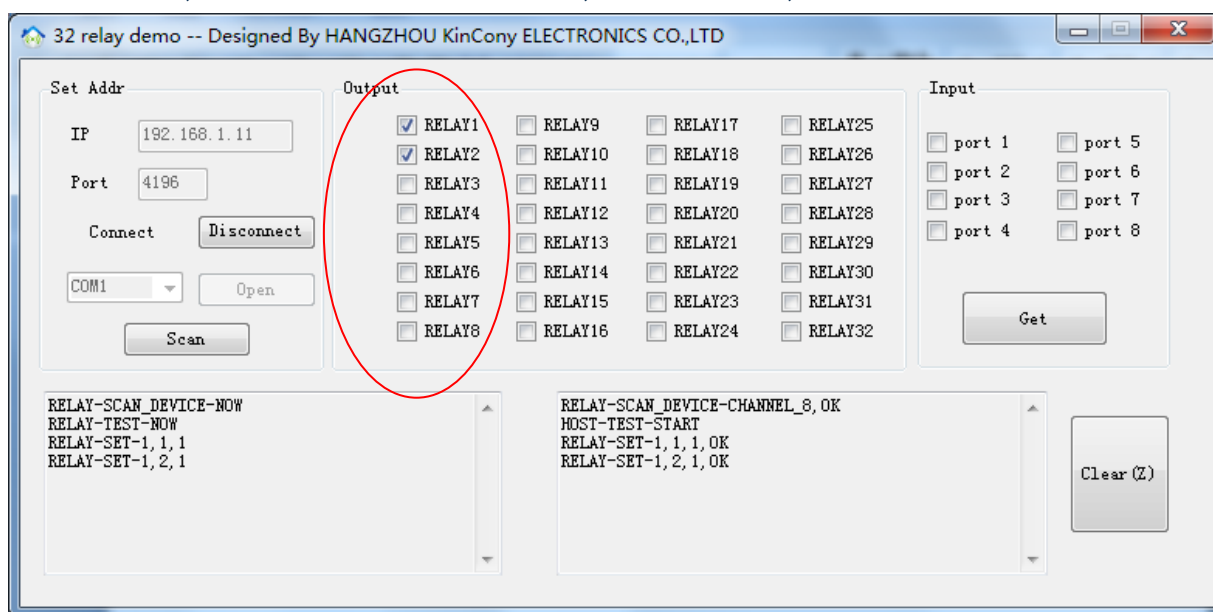 32 relay demo -- Designed By HANGZHOU KinCony ELECTRONICS CO.,LTD
Set Addr
IP 192.168.1.11
Port 4196
Connect Disconnect
COM1 Open
Scan
Output
RELAY1 RELAY9 RELAY17 RELAY25
RELAY2 RELAY10 RELAY18 RELAY26
RELAY3 RELAY11 RELAY19 RELAY27
RELAY4 RELAY12 RELAY20 RELAY28
RELAY5 RELAY13 RELAY21 RELAY29
RELAY6 RELAY14 RELAY22 RELAY30
RELAY7 RELAY15 RELAY23 RELAY31
RELAY8 RELAY16 RELAY24 RELAY32
Input
port 1 port 5
port 2 port 6
port 3 port 7
port 4 port 8
Get
RELAY-SCAN_DEVICE-NOW
RELAY-TEST-NOW
RELAY-SET-1,1,1
RELAY-SET-1,2,1
RELAY-SCAN_DEVICE-CHANNEL_8,OK
HOST-TEST-START
RELAY-SET-1,1,1,OK
RELAY-SET-1,2,1,OK
Clear(Z)